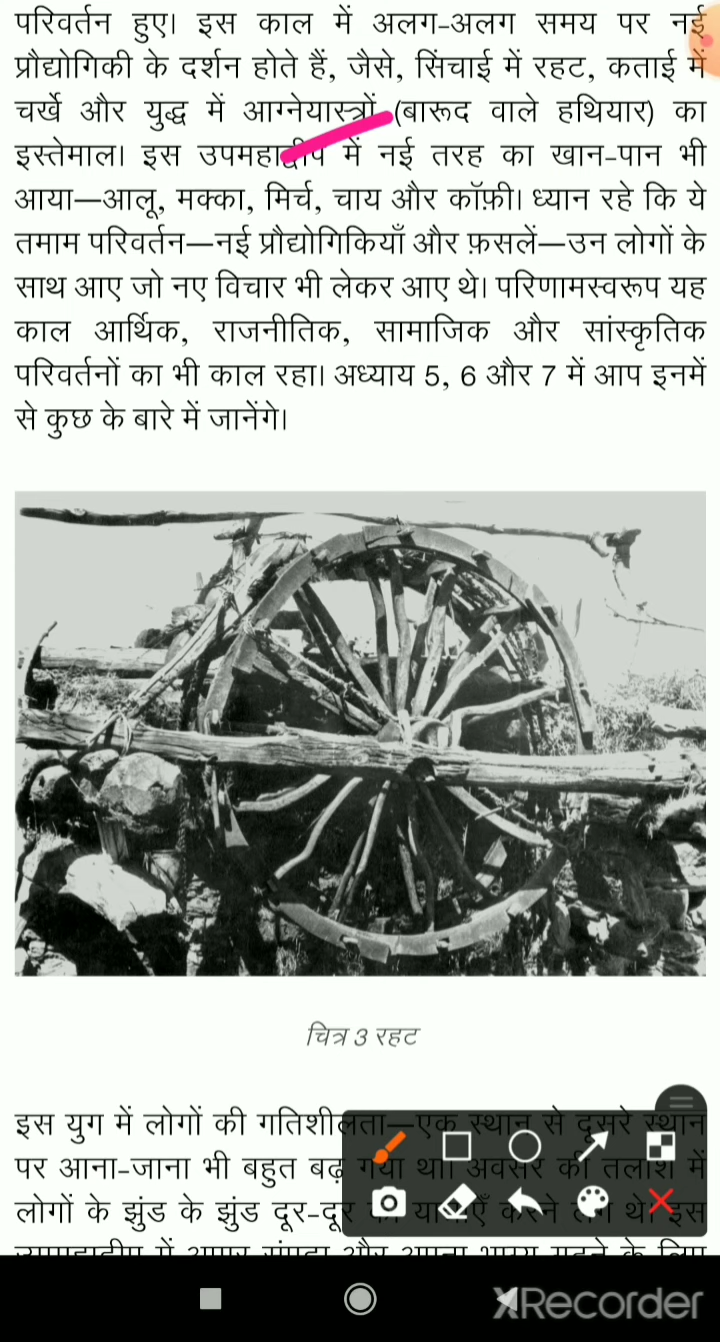 परिवर्तन हुए। इस काल में अलग-अलग समय पर नई
प्रौद्योगिकी के दर्शन होते हैं, जैसे, सिंचाई में रहट, कताई में
चर्खे और युद्ध में आग्नेयास्त्रों (बारूद वाले हथियार) का
इस्तेमाल। इस उपमहाद्वीप में नई तरह का खान-पान भी
आया—आलू, मक्का, मिर्च, चाय और कॉफ़ी। ध्यान रहे कि ये
तमाम परिवर्तन—नई प्रौद्योगिकियाँ और फ़सलें—उन लोगों के
साथ आए जो नए विचार भी लेकर आए थे। परिणामस्वरूप यह
काल आर्थिक, राजनीतिक, सामाजिक और सांस्कृतिक
परिवर्तनों का भी काल रहा। अध्याय 5, 6 और 7 में आप इनमें
से कुछ के बारे में जानेंगे।
चित्र 3 रहट
इस युग में लोगों की गतिशीलता—एक स्थान से दूसरे स्थान
पर आना-जाना भी बहुत बढ़ गया था। अवसर की तलाश में
लोगों के झुंड के झुंड दूर-दूर की यात्राएँ करने लगे थे। इस
XRecorder